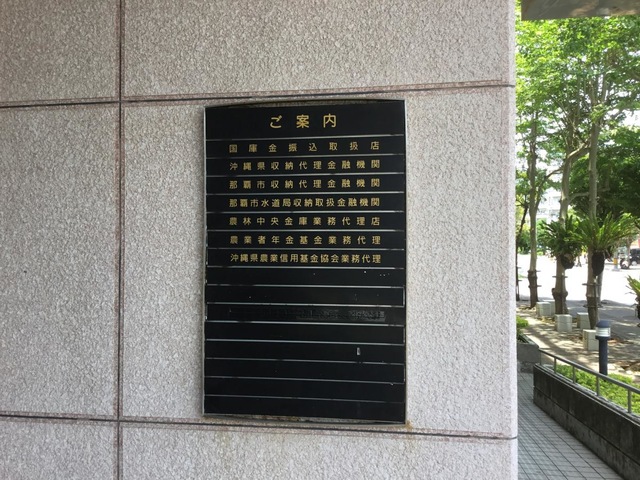 ご案内
国庫金振込取扱店
沖縄県収納代理金融機関
那覇市収納代理金融機関
那覇市水道局収納取扱金融機関
農林中央金庫業務代理店
農業者年金基金業務代理
沖縄県農業信用基金協会業務代理